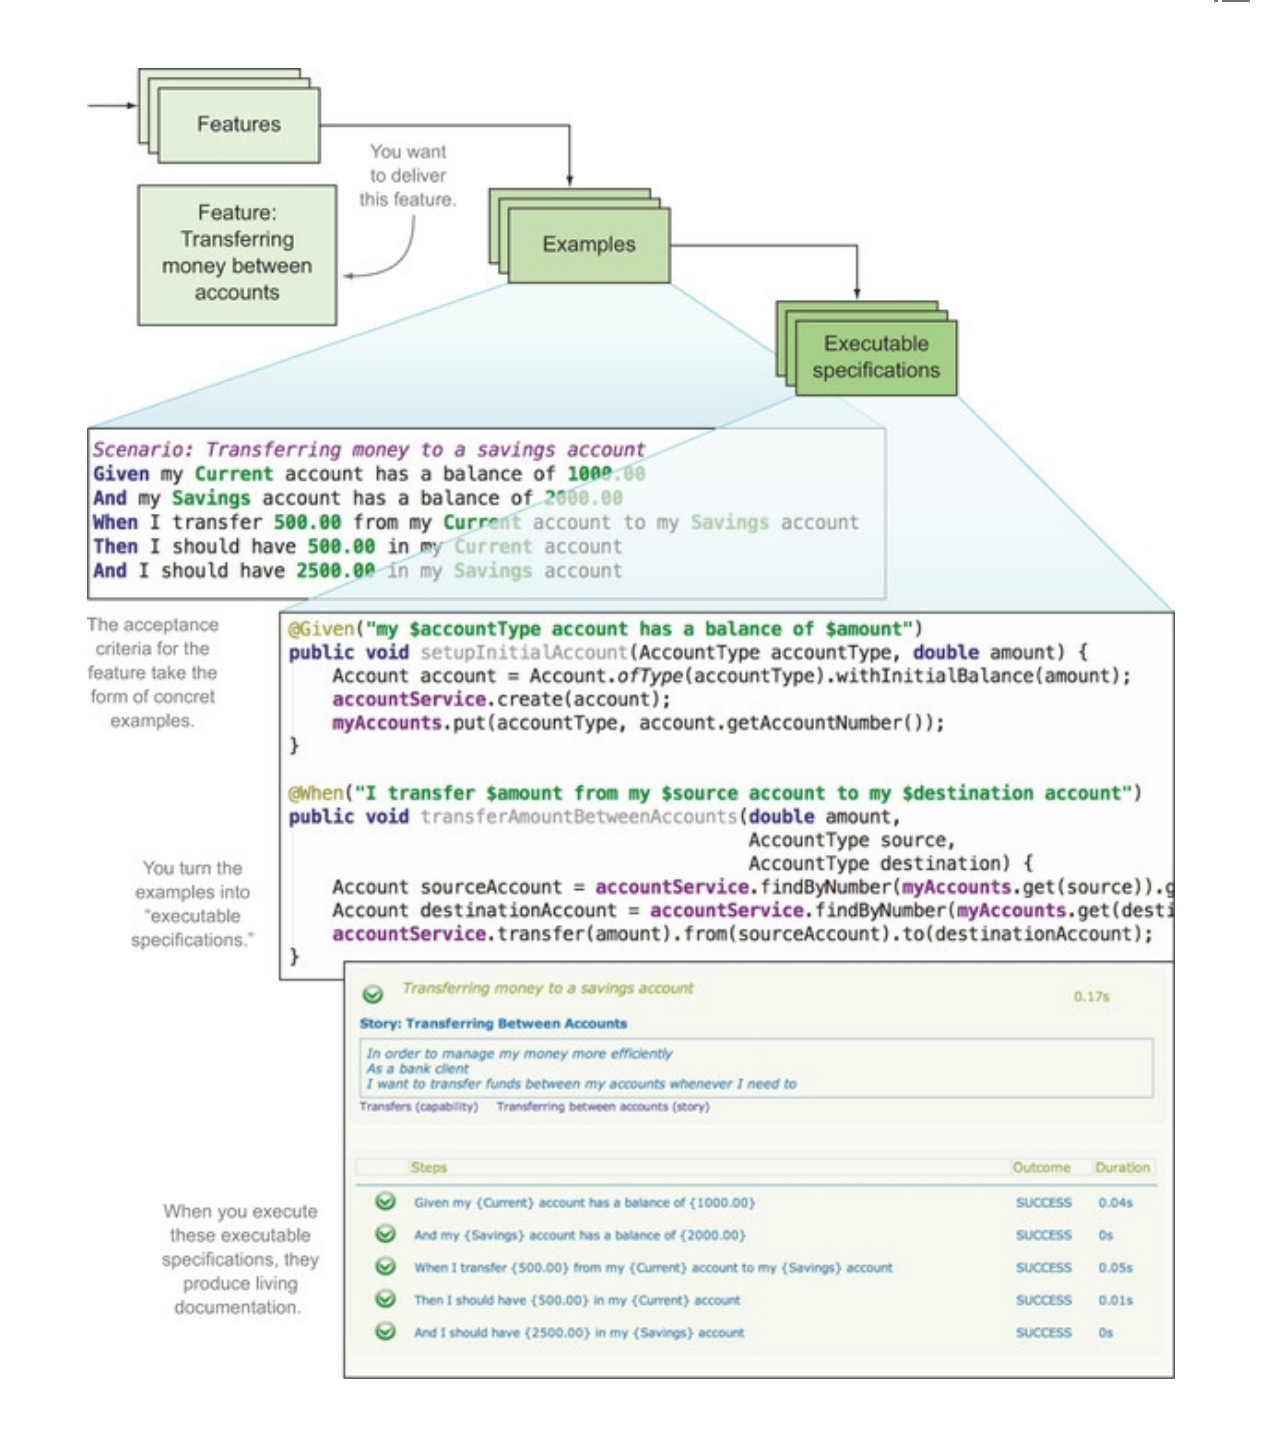 Features
You want
to deliver
this feature.
Feature:
Transferring
money between
accounts
Examples
Executable
specifications
Scenario: Transferring money to a savings account
Given my Current account has a balance of 1000.00
And my Savings account has a balance of 2000.00
When I transfer 500.00 from my Current account to my Savings account
Then I should have 500.00 in my Current account
And I should have 2500.00 in my Savings account
The acceptance
criteria for the
feature take the
form of concret
examples.
@Given("my $accountType account has a balance of $amount")
public void setupInitialAccount(AccountType accountType, double amount) {
Account account = Account.ofType(accountType).withInitialBalance(amount);
accountService.create(account);
myAccounts.put(accountType, account.getAccountNumber());
}
@When("I transfer $amount from my $source account to my $destination account")
public void transferAmountBetweenAccounts(double amount,
AccountType source,
AccountType destination) {
Account sourceAccount = accountService.findByNumber(myAccounts.get(source)).g
Account destinationAccount = accountService.findByNumber(myAccounts.get(desti
accountService.transfer(amount).from(sourceAccount).to(destinationAccount);
}
You turn the
examples into
"executable
specifications."
Transferring money to a savings account 0.17s
Story: Transferring Between Accounts
In order to manage my money more efficiently
As a bank client
I want to transfer funds between my accounts whenever I need to
Transfers (capability) Transferring between accounts (story)
Steps Outcome Duration
Given my {Current} account has a balance of {1000.00} SUCCESS 0.04s
And my {Savings} account has a balance of {2000.00} SUCCESS 0s
When I transfer {500.00} from my {Current} account to my {Savings} account SUCCESS 0.05s
Then I should have {500.00} in my {Current} account SUCCESS 0.01s
And I should have {2500.00} in my {Savings} account SUCCESS 0s
When you execute
these executable
specifications, they
produce living
documentation.